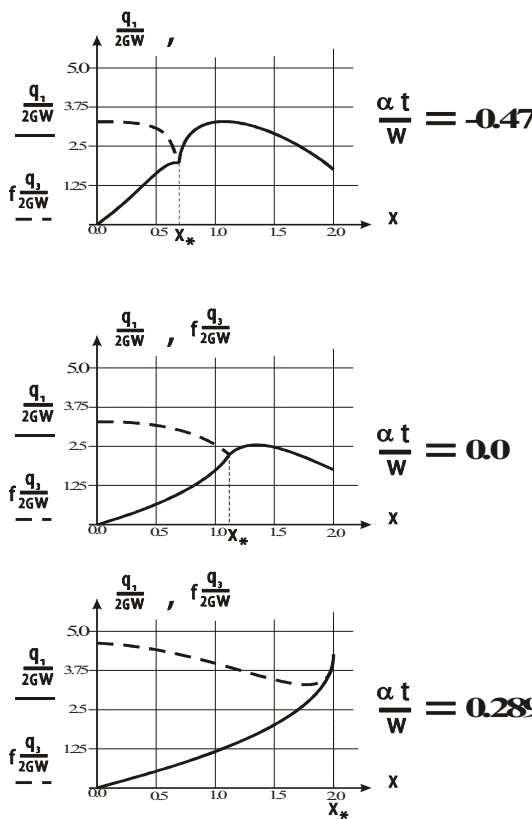 q₁/2GW ,
5.0
q₁/2GW
3.75
α t/W = -0.47
2.5
f q₃/2GW
1.25
0.0 0.5 1.0 1.5 2.0 x
x*
q₁/2GW , f q₃/2GW
5.0
q₁/2GW
3.75
2.5
α t/W = 0.0
f q₃/2GW
1.25
0.0 0.5 1.0 1.5 2.0 x
x*
q₁/2GW , f q₃/2GW
5.0
q₁/2GW
3.75
α t/W = 0.289
2.5
f q₃/2GW
1.25
0.0 0.5 1.0 1.5 2.0 x
x*